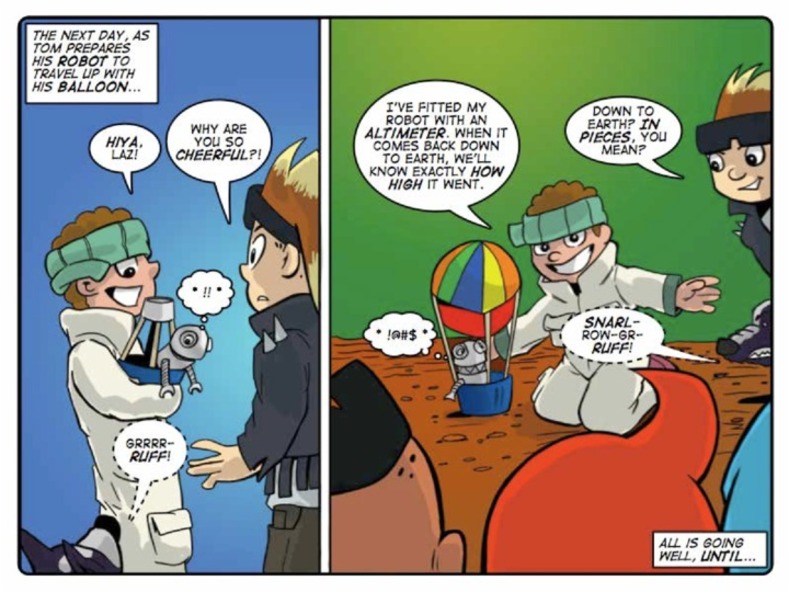 THE NEXT DAY, AS
TOM PREPARES
HIS ROBOT TO
TRAVEL UP WITH
HIS BALLOON...
HIYA,
LAZ!
WHY ARE
YOU SO
CHEERFUL?!
* !! *
GRRRR-
RUFF!
I'VE FITTED MY
ROBOT WITH AN
ALTIMETER. WHEN IT
COMES BACK DOWN
TO EARTH, WE'LL
KNOW EXACTLY HOW
HIGH IT WENT.
DOWN TO
EARTH? IN
PIECES, YOU
MEAN?
* !@#$ *
SNARL-
ROW-GR-
RUFF!
ALL IS GOING
WELL, UNTIL...